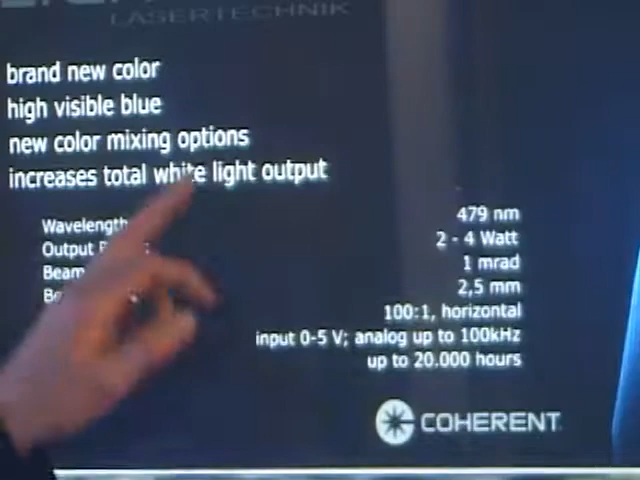 LASERTECHNIK
brand new color
high visible blue
new color mixing options
increases total white light output
Wavelength 479 nm
Output 2 - 4 Watt
Beam 1 mrad
2,5 mm
100:1, horizontal
input 0-5 V; analog up to 100kHz
up to 20.000 hours
COHERENT